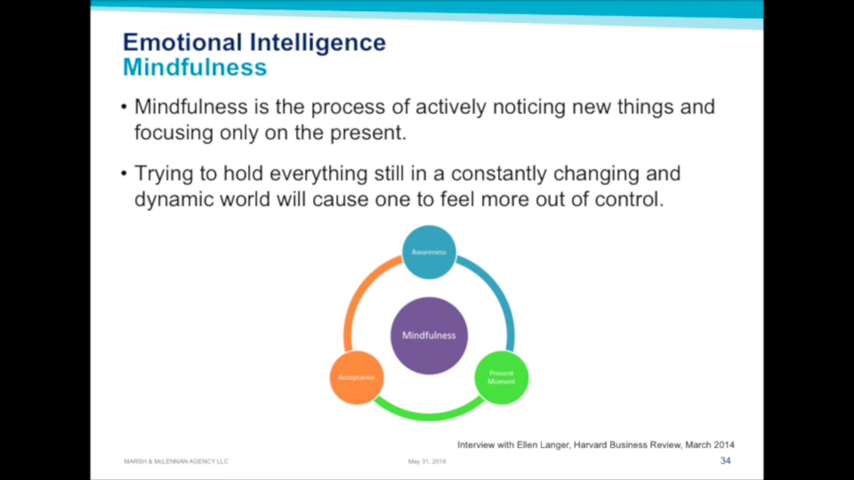 Emotional Intelligence
Mindfulness
• Mindfulness is the process of actively noticing new things and
focusing only on the present.
• Trying to hold everything still in a constantly changing and
dynamic world will cause one to feel more out of control.
Awareness
Mindfulness
Acceptance
Present
Moment
Interview with Ellen Langer, Harvard Business Review, March 2014
MARSH & McLENNAN AGENCY LLC
May 31, 2016
34